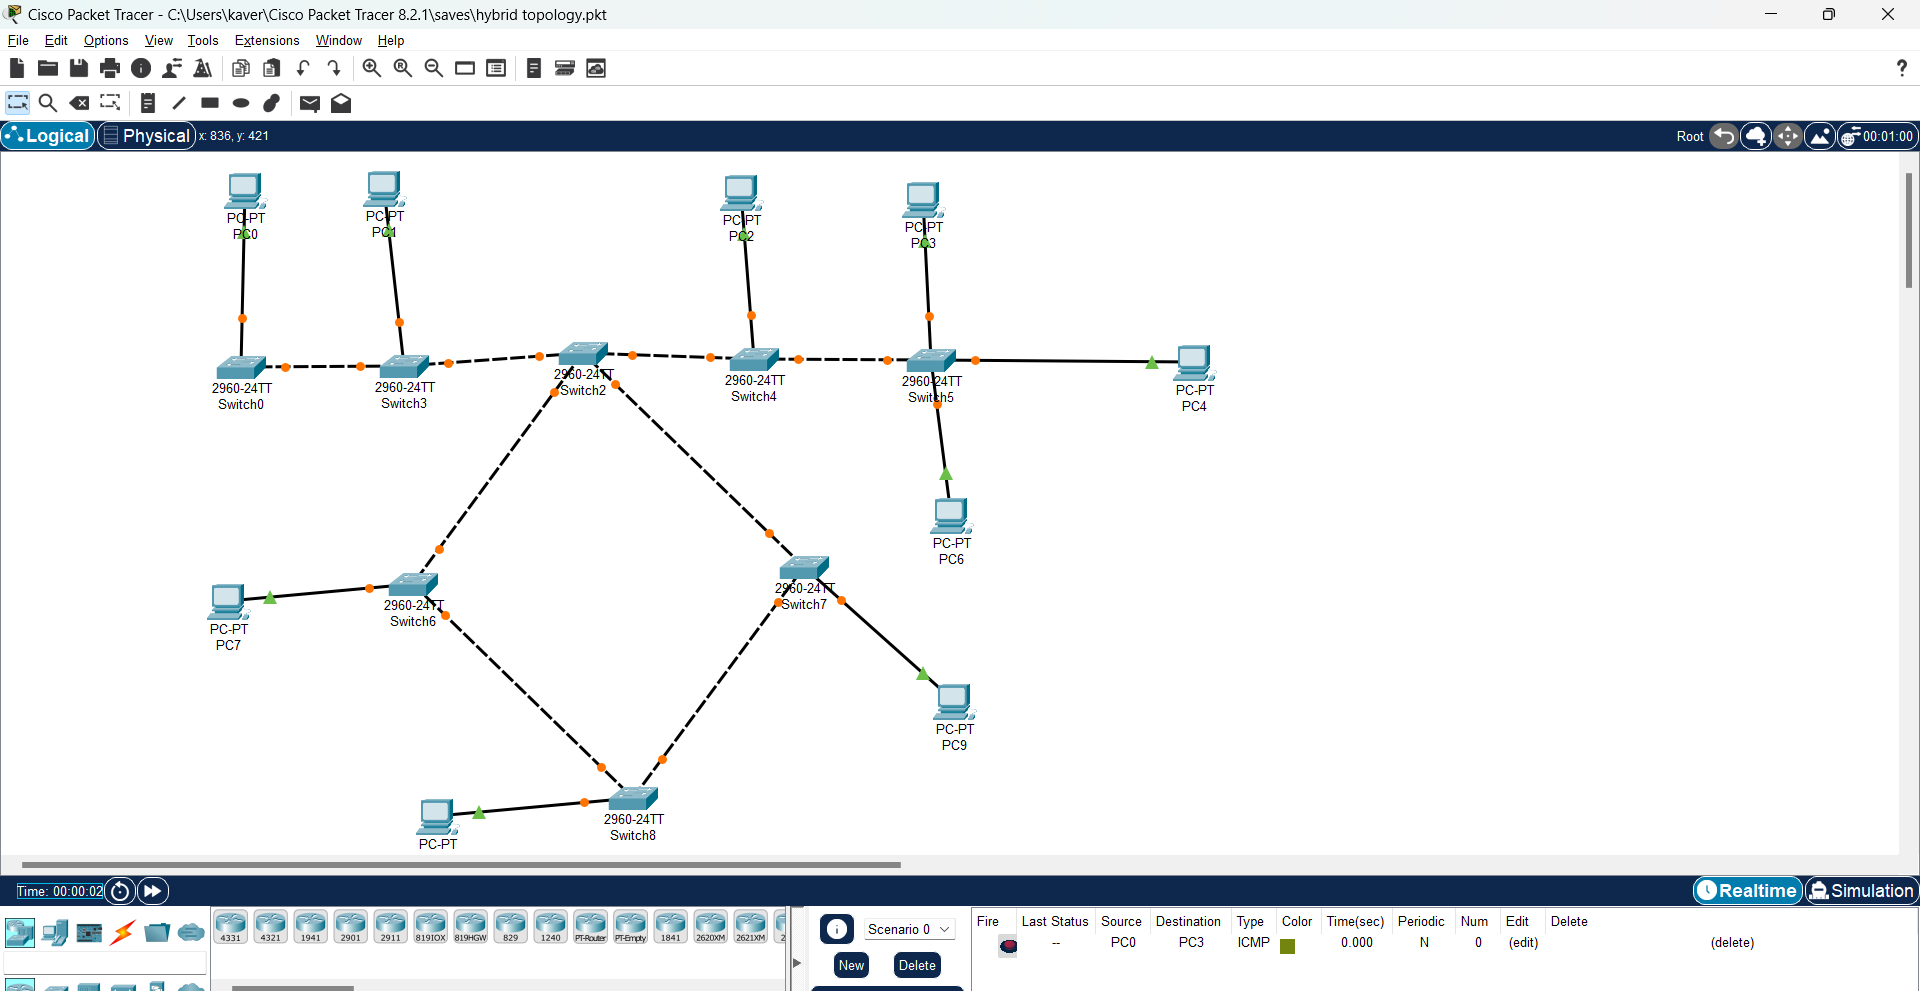 Cisco Packet Tracer - C:\Users\kaver\Cisco Packet Tracer 8.2.1\saves\hybrid topology.pkt
File Edit Options View Tools Extensions Window Help
Logical Physical x: 836, y: 421 Root 00:01:00
PC-PT
PC0
PC-PT
PC1
PC-PT
PC2
PC-PT
PC3
2960-24TT
Switch0
2960-24TT
Switch3
2960-24TT
Switch2
2960-24TT
Switch4
2960-24TT
Switch5
PC-PT
PC4
PC-PT
PC6
2960-24TT
Switch6
2960-24TT
Switch7
PC-PT
PC7
PC-PT
PC9
2960-24TT
Switch8
PC-PT
Time: 00:00:02 Realtime Simulation
4331 4321 1941 2901 2911 819IOX 819HGW 829 1240 PT-Router PT-Empty 1841 2620XM 2621XM 2
Scenario 0
New Delete
Fire Last Status Source Destination Type Color Time(sec) Periodic Num Edit Delete
-- PC0 PC3 ICMP 0.000 N 0 (edit) (delete)